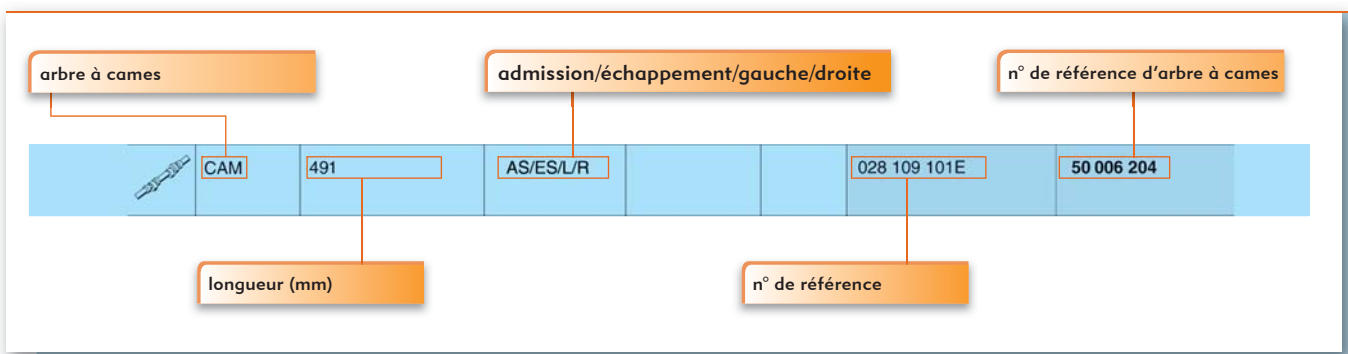 arbre à cames
admission/échappement/gauche/droite
n° de référence d'arbre à cames
CAM
491
AS/ES/L/R
028 109 101E
50 006 204
longueur (mm)
n° de référence